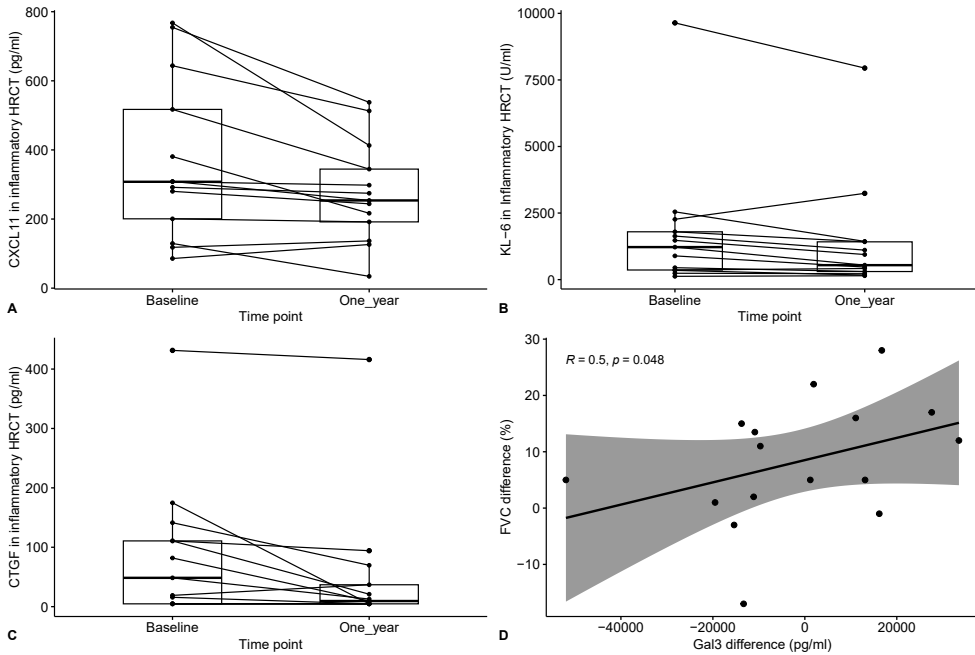 800
600
400
200
0
CXCL11 in inflammatory HRCT (pg/ml)
Baseline
One_year
Time point
A
10000
7500
5000
2500
0
KL−6 in Inflammatory HRCT (U/ml)
Baseline
One_year
Time point
B
400
300
200
100
0
CTGF in inflammatory HRCT (pg/ml)
Baseline
One_year
Time point
C
30
20
10
0
−10
FVC difference (%)
R = 0.5, p = 0.048
−40000
−20000
0
20000
Gal3 difference (pg/ml)
D